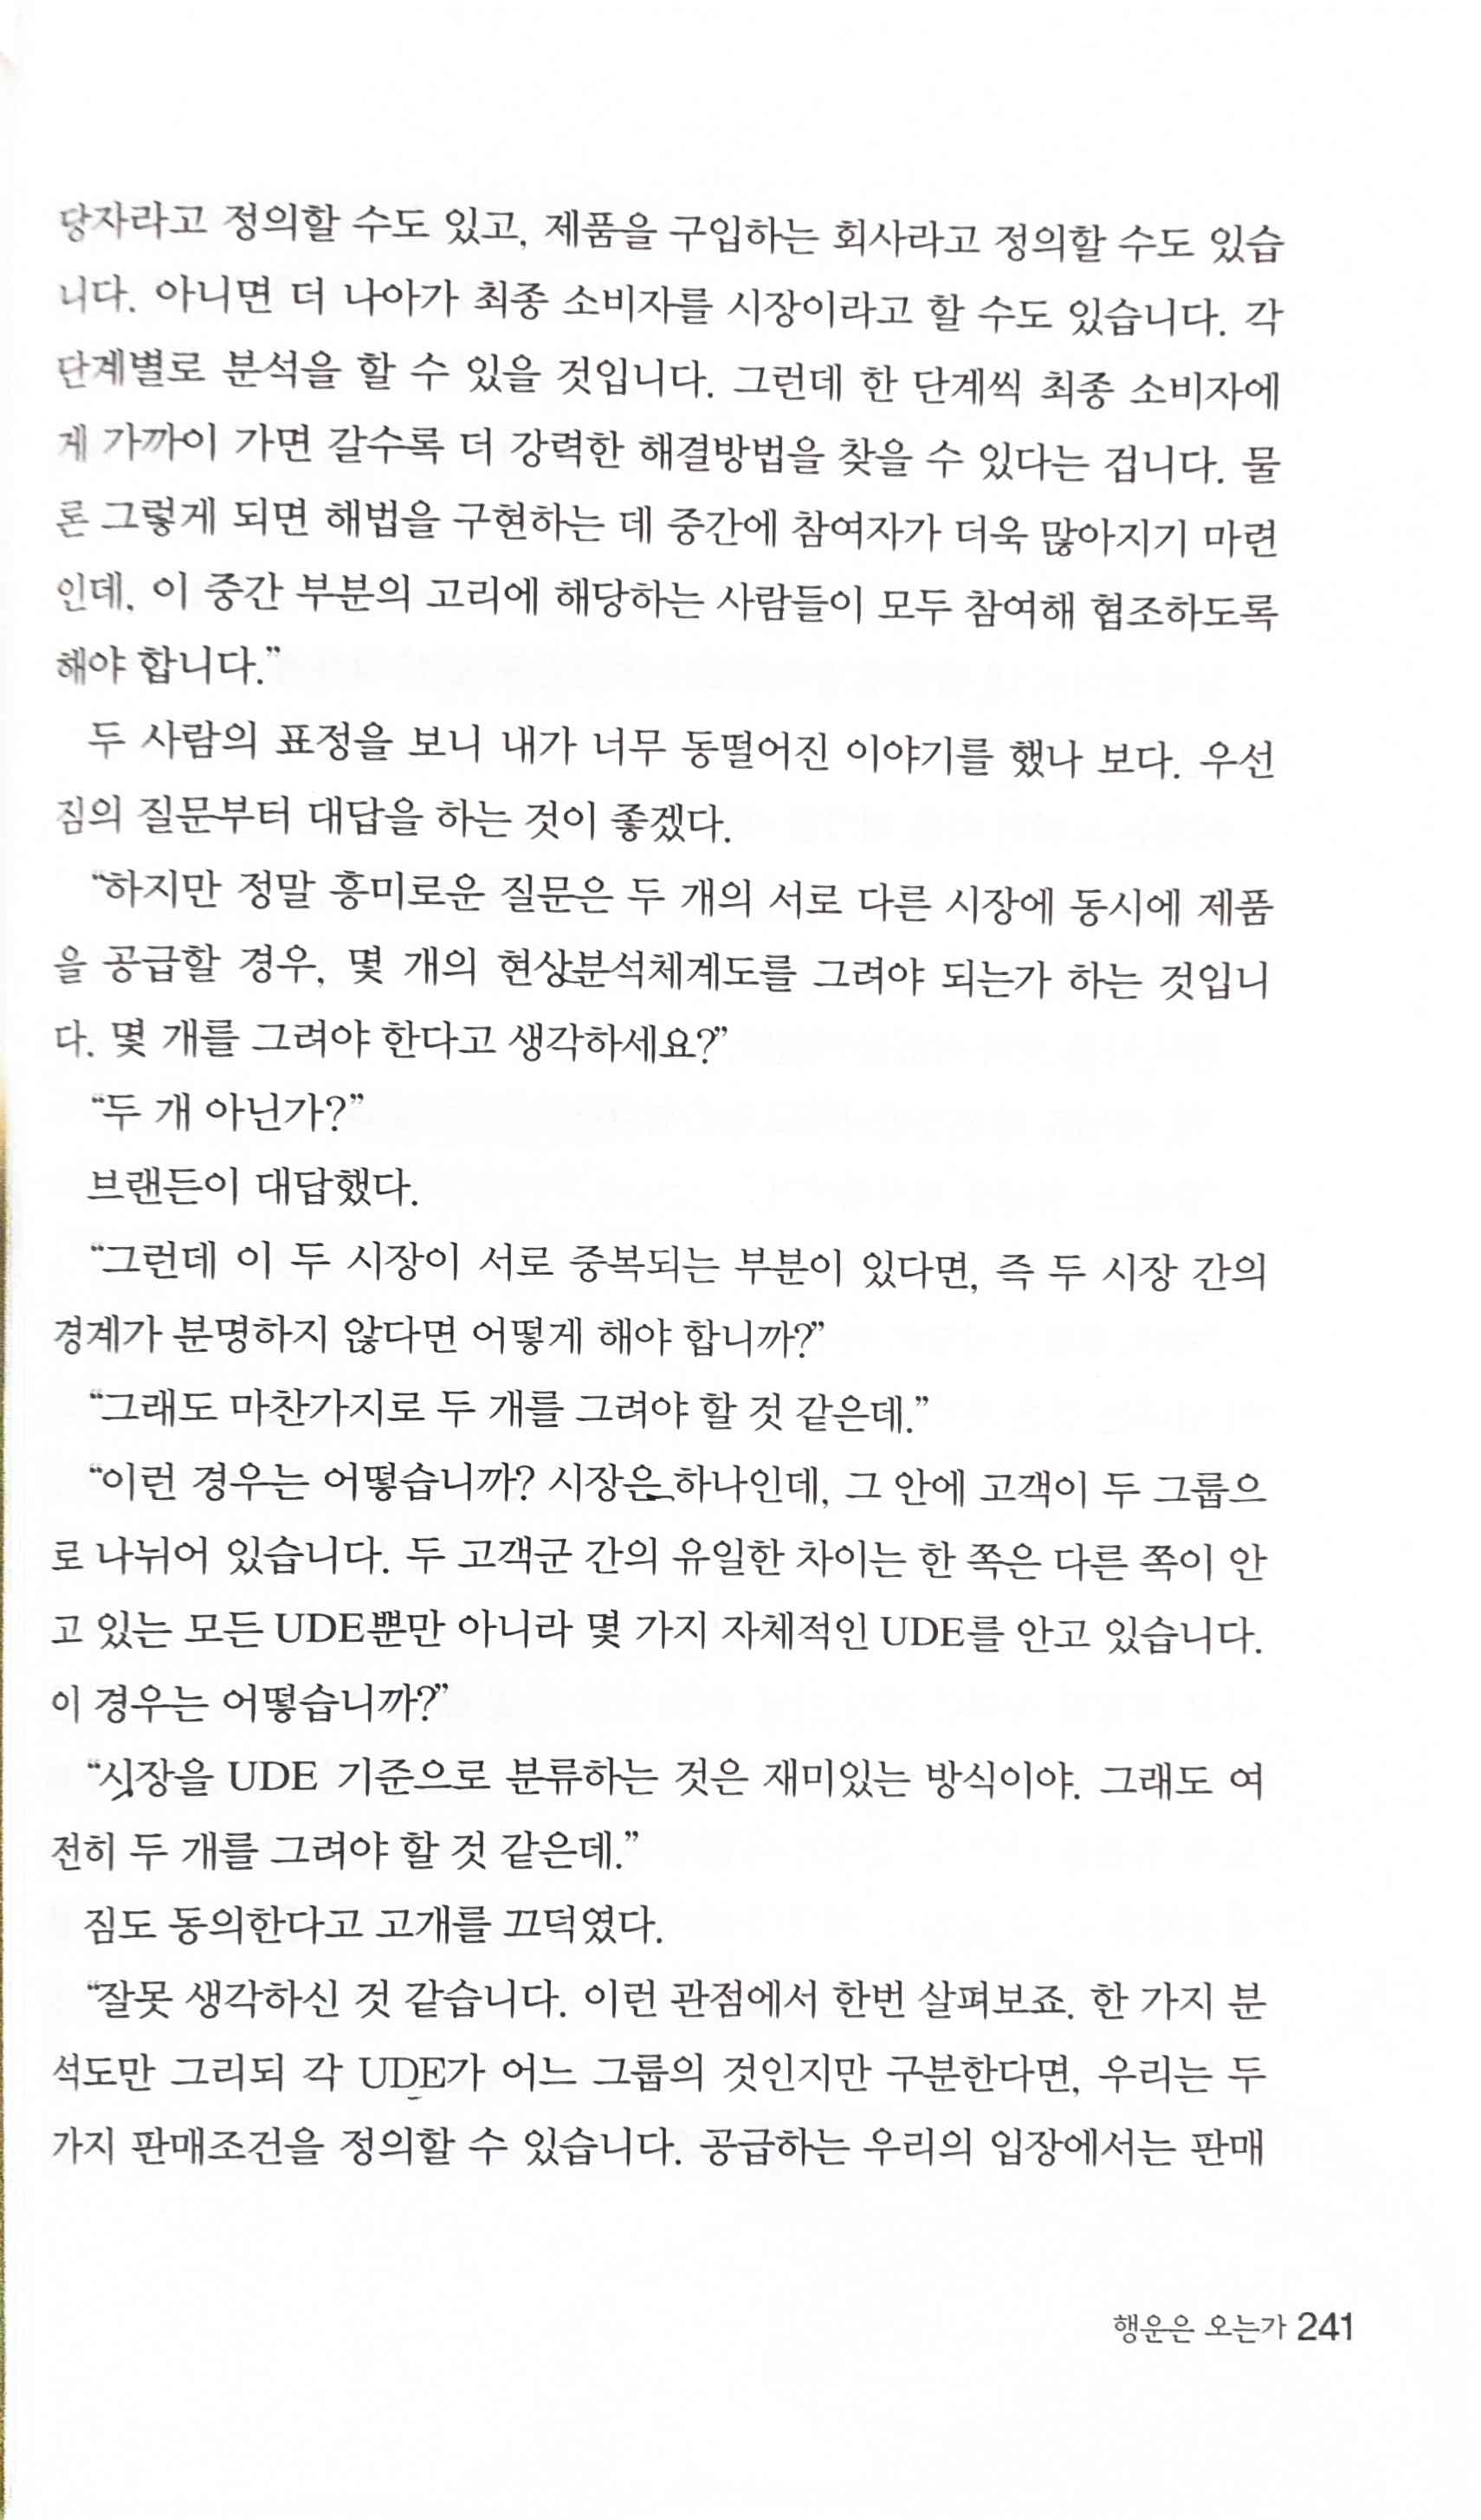 당자라고 정의할 수도 있고, 제품을 구입하는 회사라고 정의할 수도 있습
니다. 아니면 더 나아가 최종 소비자를 시장이라고 할 수도 있습니다. 각
단계별로 분석을 할 수 있을 것입니다. 그런데 한 단계씩 최종 소비자에
게 가까이 가면 갈수록 더 강력한 해결방법을 찾을 수 있다는 겁니다. 물
론 그렇게 되면 해법을 구현하는 데 중간에 참여자가 더욱 많아지기 마련
인데, 이 중간 부분의 고리에 해당하는 사람들이 모두 참여해 협조하도록
해야 합니다.”
두 사람의 표정을 보니 내가 너무 동떨어진 이야기를 했나 보다. 우선
짐의 질문부터 대답을 하는 것이 좋겠다.
“하지만 정말 흥미로운 질문은 두 개의 서로 다른 시장에 동시에 제품
을 공급할 경우, 몇 개의 현상분석체계도를 그려야 되는가 하는 것입니
다. 몇 개를 그려야 한다고 생각하세요?”
“두 개 아닌가?”
브랜든이 대답했다.
“그런데 이 두 시장이 서로 중복되는 부분이 있다면, 즉 두 시장 간의
경계가 분명하지 않다면 어떻게 해야 합니까?”
“그래도 마찬가지로 두 개를 그려야 할 것 같은데.”
“이런 경우는 어떻습니까? 시장은 하나인데, 그 안에 고객이 두 그룹으
로 나뉘어 있습니다. 두 고객군 간의 유일한 차이는 한 쪽은 다른 쪽이 안
고 있는 모든 UDE뿐만 아니라 몇 가지 자체적인 UDE를 안고 있습니다.
이 경우는 어떻습니까?”
“시장을 UDE 기준으로 분류하는 것은 재미있는 방식이야. 그래도 여
전히 두 개를 그려야 할 것 같은데.”
짐도 동의한다고 고개를 끄덕였다.
“잘못 생각하신 것 같습니다. 이런 관점에서 한번 살펴보죠. 한 가지 분
석도만 그리되 각 UDE가 어느 그룹의 것인지만 구분한다면, 우리는 두
가지 판매조건을 정의할 수 있습니다. 공급하는 우리의 입장에서는 판매
행운은 오는가 241